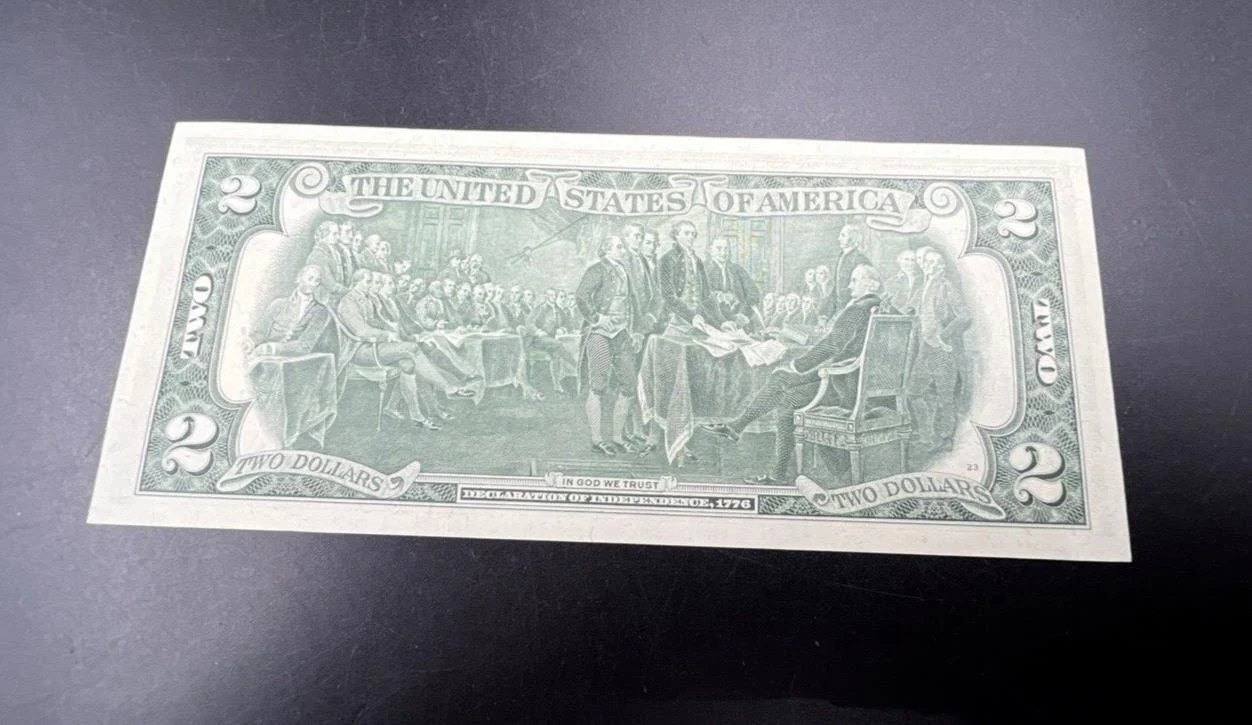 2 THE UNITED STATES OF AMERICA 2
TWO TWO
2 TWO DOLLARS IN GOD WE TRUST TWO DOLLARS 23 2
DECLARATION OF INDEPENDENCE, 1776